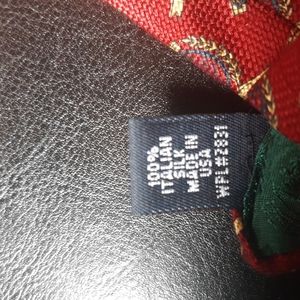 100%
ITALIAN
SILK
MADE IN
USA
WPL#2831